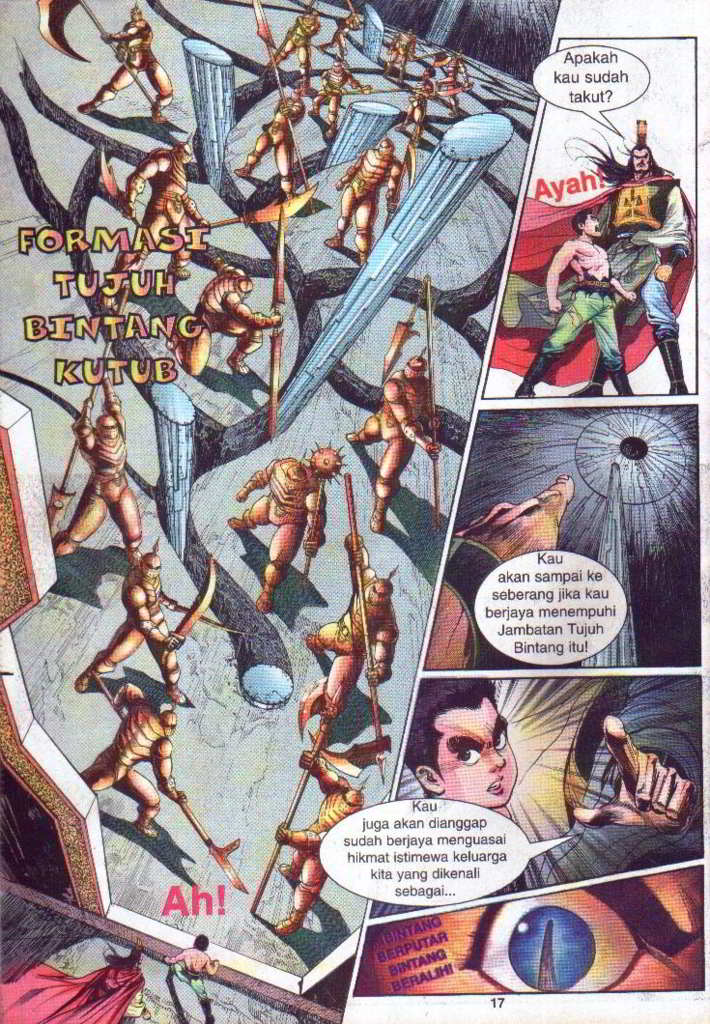 FORMASI
TUJUH
BINTANG
KUTUB
Ah!
Apakah
kau sudah
takut?
Ayah!
Kau
akan sampai ke
seberang jika kau
berjaya menempuhi
Jambatan Tujuh
Bintang itu!
Kau
juga akan dianggap
sudah berjaya menguasai
hikmat istimewa keluarga
kita yang dikenali
sebagai...
BINTANG
BERPUTAR
BINTANG
BERALIH!
17